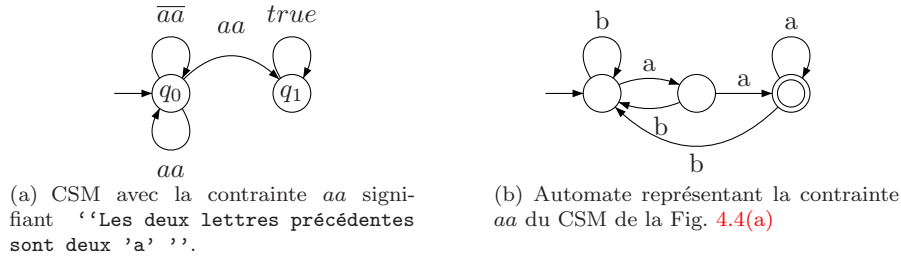 aa
aa
true
q0
q1
aa
(a) CSM avec la contrainte aa signi-
fiant ‘‘Les deux lettres précédentes
sont deux 'a' ’’.
b
a
a
a
b
b
(b) Automate représentant la contrainte
aa du CSM de la Fig. 4.4(a)